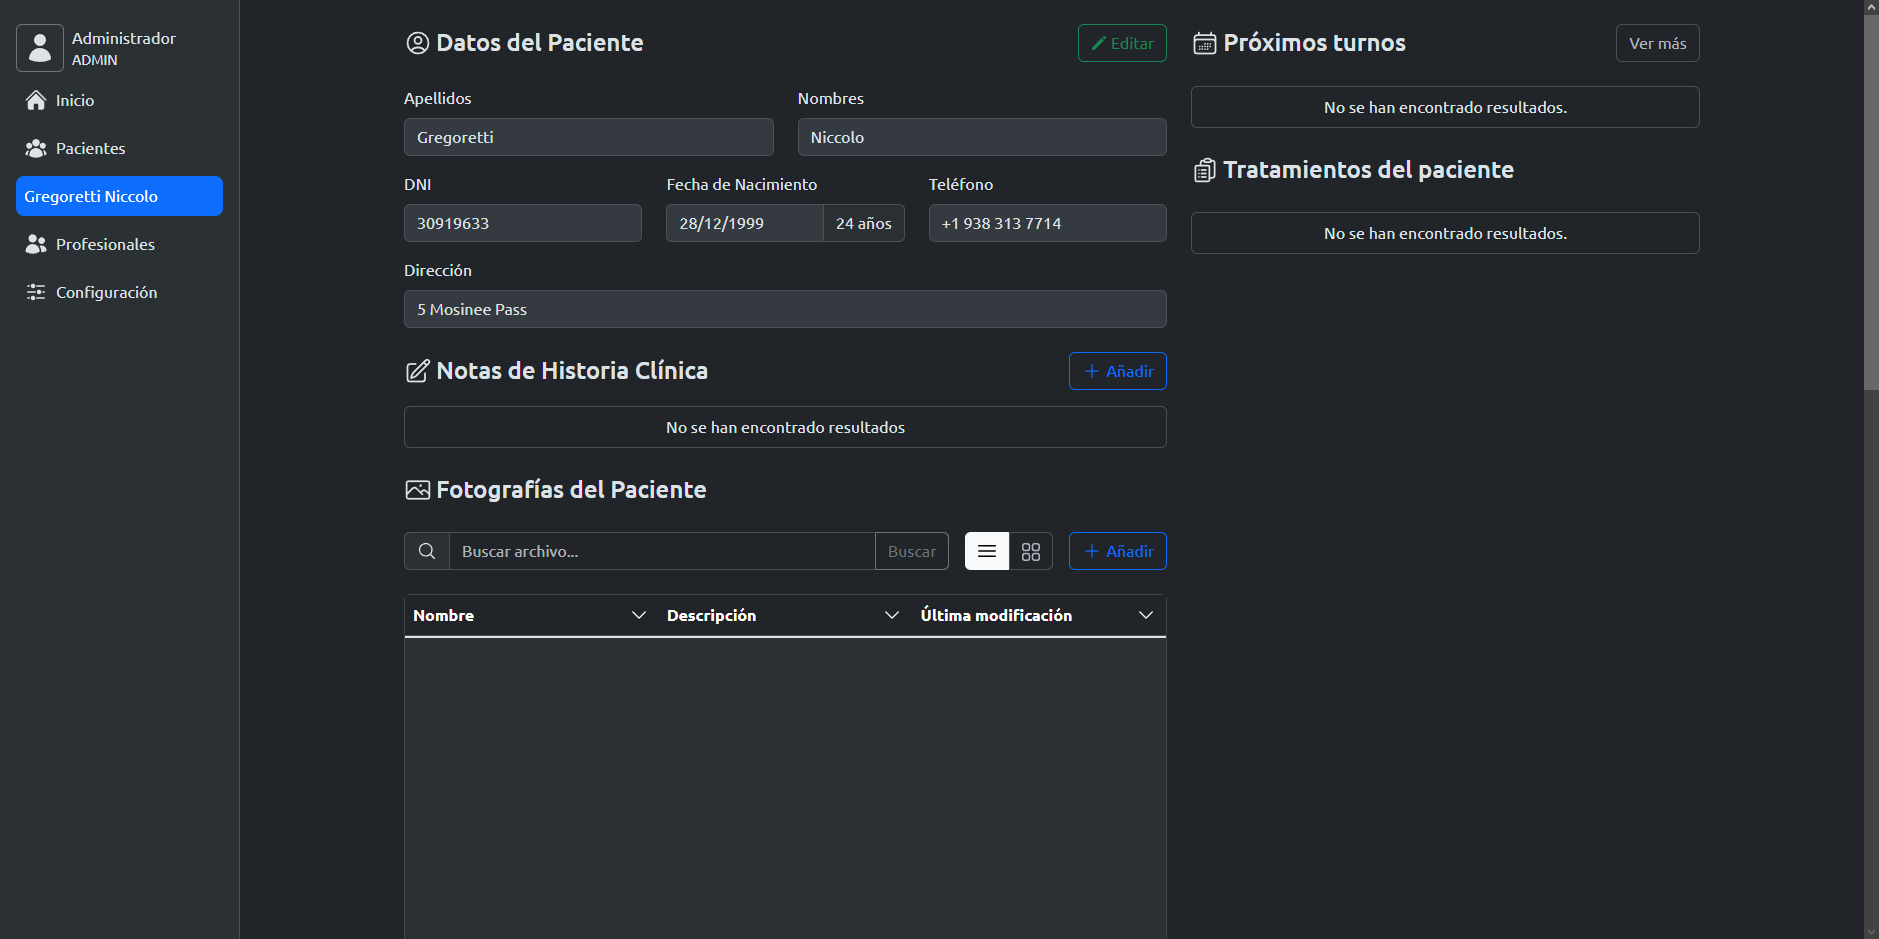 Administrador
ADMIN
Inicio
Pacientes
Gregoretti Niccolo
Profesionales
Configuración
Datos del Paciente
Editar
Apellidos
Nombres
Gregoretti
Niccolo
DNI
Fecha de Nacimiento
Teléfono
30919633
28/12/1999
24 años
+1 938 313 7714
Dirección
5 Mosinee Pass
Notas de Historia Clínica
Añadir
No se han encontrado resultados
Fotografías del Paciente
Buscar archivo...
Buscar
Añadir
Nombre
Descripción
Última modificación
Próximos turnos
Ver más
No se han encontrado resultados.
Tratamientos del paciente
No se han encontrado resultados.